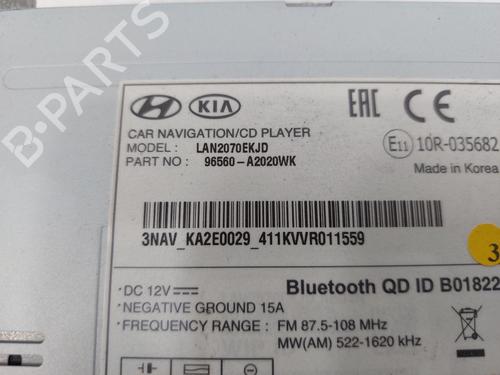 B-PARTS
KIA
EAC CE
CAR NAVIGATION/CD PLAYER
MODEL : LAN2070EKJD
PART NO : 96560-A2020WK
E11 10R-035682
Made in Korea
3NAV_KA2E0029_411KVVR011559
3
*DC 12V
*NEGATIVE GROUND 15A
*FREQUENCY RANGE : FM 87.5-108 MHz
MW(AM) 522-1620 kHz
Bluetooth QD ID B01822